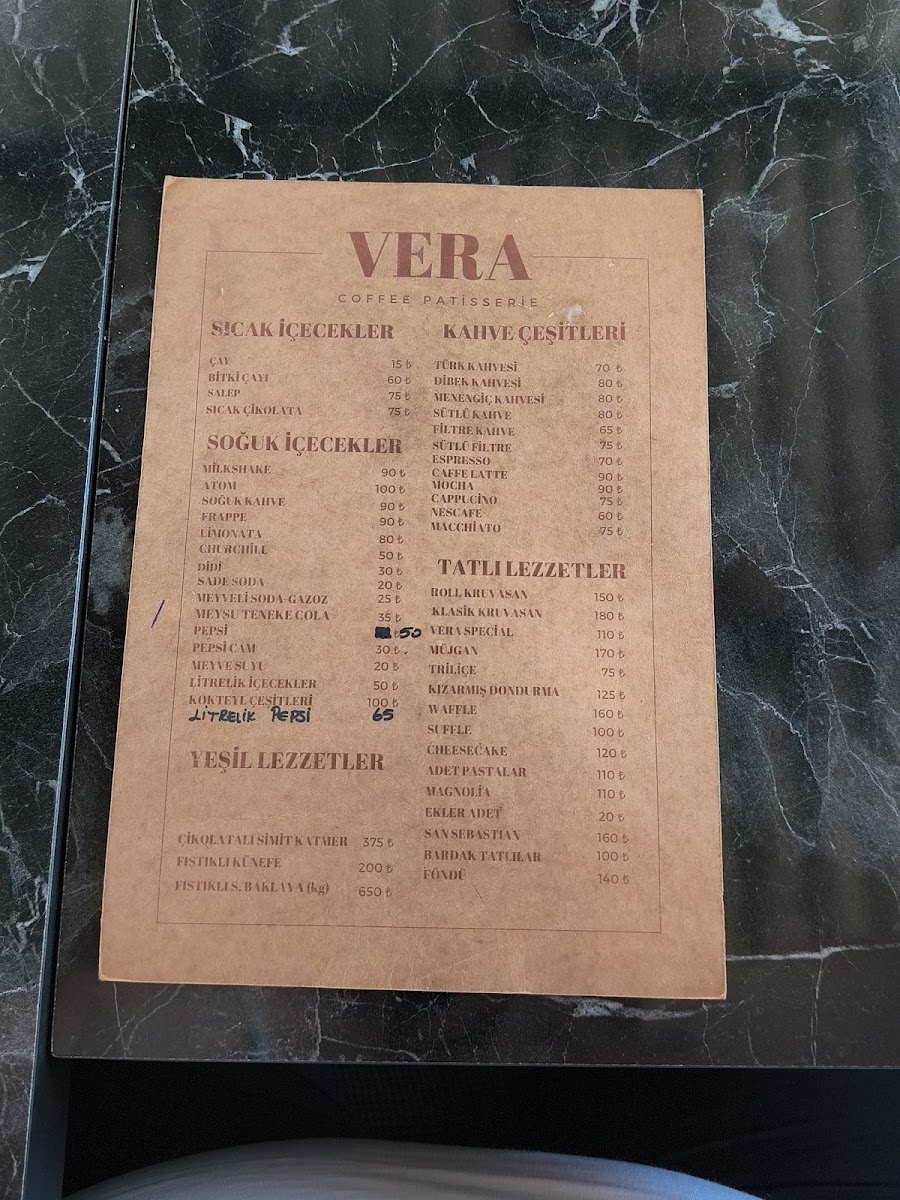 VERA
COFFEE PATİSSERİE
SICAK İÇECEKLER
ÇAY 15 ₺
BİTKİ ÇAYI 60 ₺
SALEP 75 ₺
SICAK ÇİKOLATA 75 ₺
SOĞUK İÇECEKLER
MİLKSHAKE 90 ₺
ATOM 100 ₺
SOĞUK KAHVE 90 ₺
FRAPPE 90 ₺
LİMONATA 80 ₺
CHURCHILL 50 ₺
DİDİ 30 ₺
SADE SODA 20 ₺
MEYVELİ SODA-GAZOZ 25 ₺
MEYSU TENEKE COLA 35 ₺
PEPSİ ₺50
PEPSİ CAM 30 ₺
MEYVE SUYU 20 ₺
LİTRELİK İÇECEKLER 50 ₺
KOKTEYL ÇEŞİTLERİ 100 ₺
LİTRELİK PEPSİ 65
YEŞİL LEZZETLER
ÇİKOLATALI SİMİT KATMER 375 ₺
FISTIKLI KÜNEFE 200 ₺
FISTIKLI S. BAKLAVA (kg) 650 ₺
KAHVE ÇEŞİTLERİ
TÜRK KAHVESİ 70 ₺
DİBEK KAHVESİ 80 ₺
MENENGİÇ KAHVESİ 80 ₺
SÜTLÜ KAHVE 80 ₺
FİLTRE KAHVE 65 ₺
SÜTLÜ FİLTRE 75 ₺
ESPRESSO 70 ₺
CAFFE LATTE 90 ₺
MOCHA 90 ₺
CAPPUCİNO 75 ₺
NESCAFE 60 ₺
MACCHİATO 75 ₺
TATLI LEZZETLER
ROLL KRUVASAN 150 ₺
KLASİK KRUVASAN 180 ₺
VERA SPECİAL 110 ₺
MÜJGAN 170 ₺
TRİLİÇE 75 ₺
KIZARMIŞ DONDURMA 125 ₺
WAFFLE 160 ₺
SUFFLE 100 ₺
CHEESECAKE 120 ₺
ADET PASTALAR 110 ₺
MAGNOLİA 110 ₺
EKLER ADET 20 ₺
SAN SEBASTIAN 160 ₺
BARDAK TATLILAR 100 ₺
FÖNDÜ 140 ₺